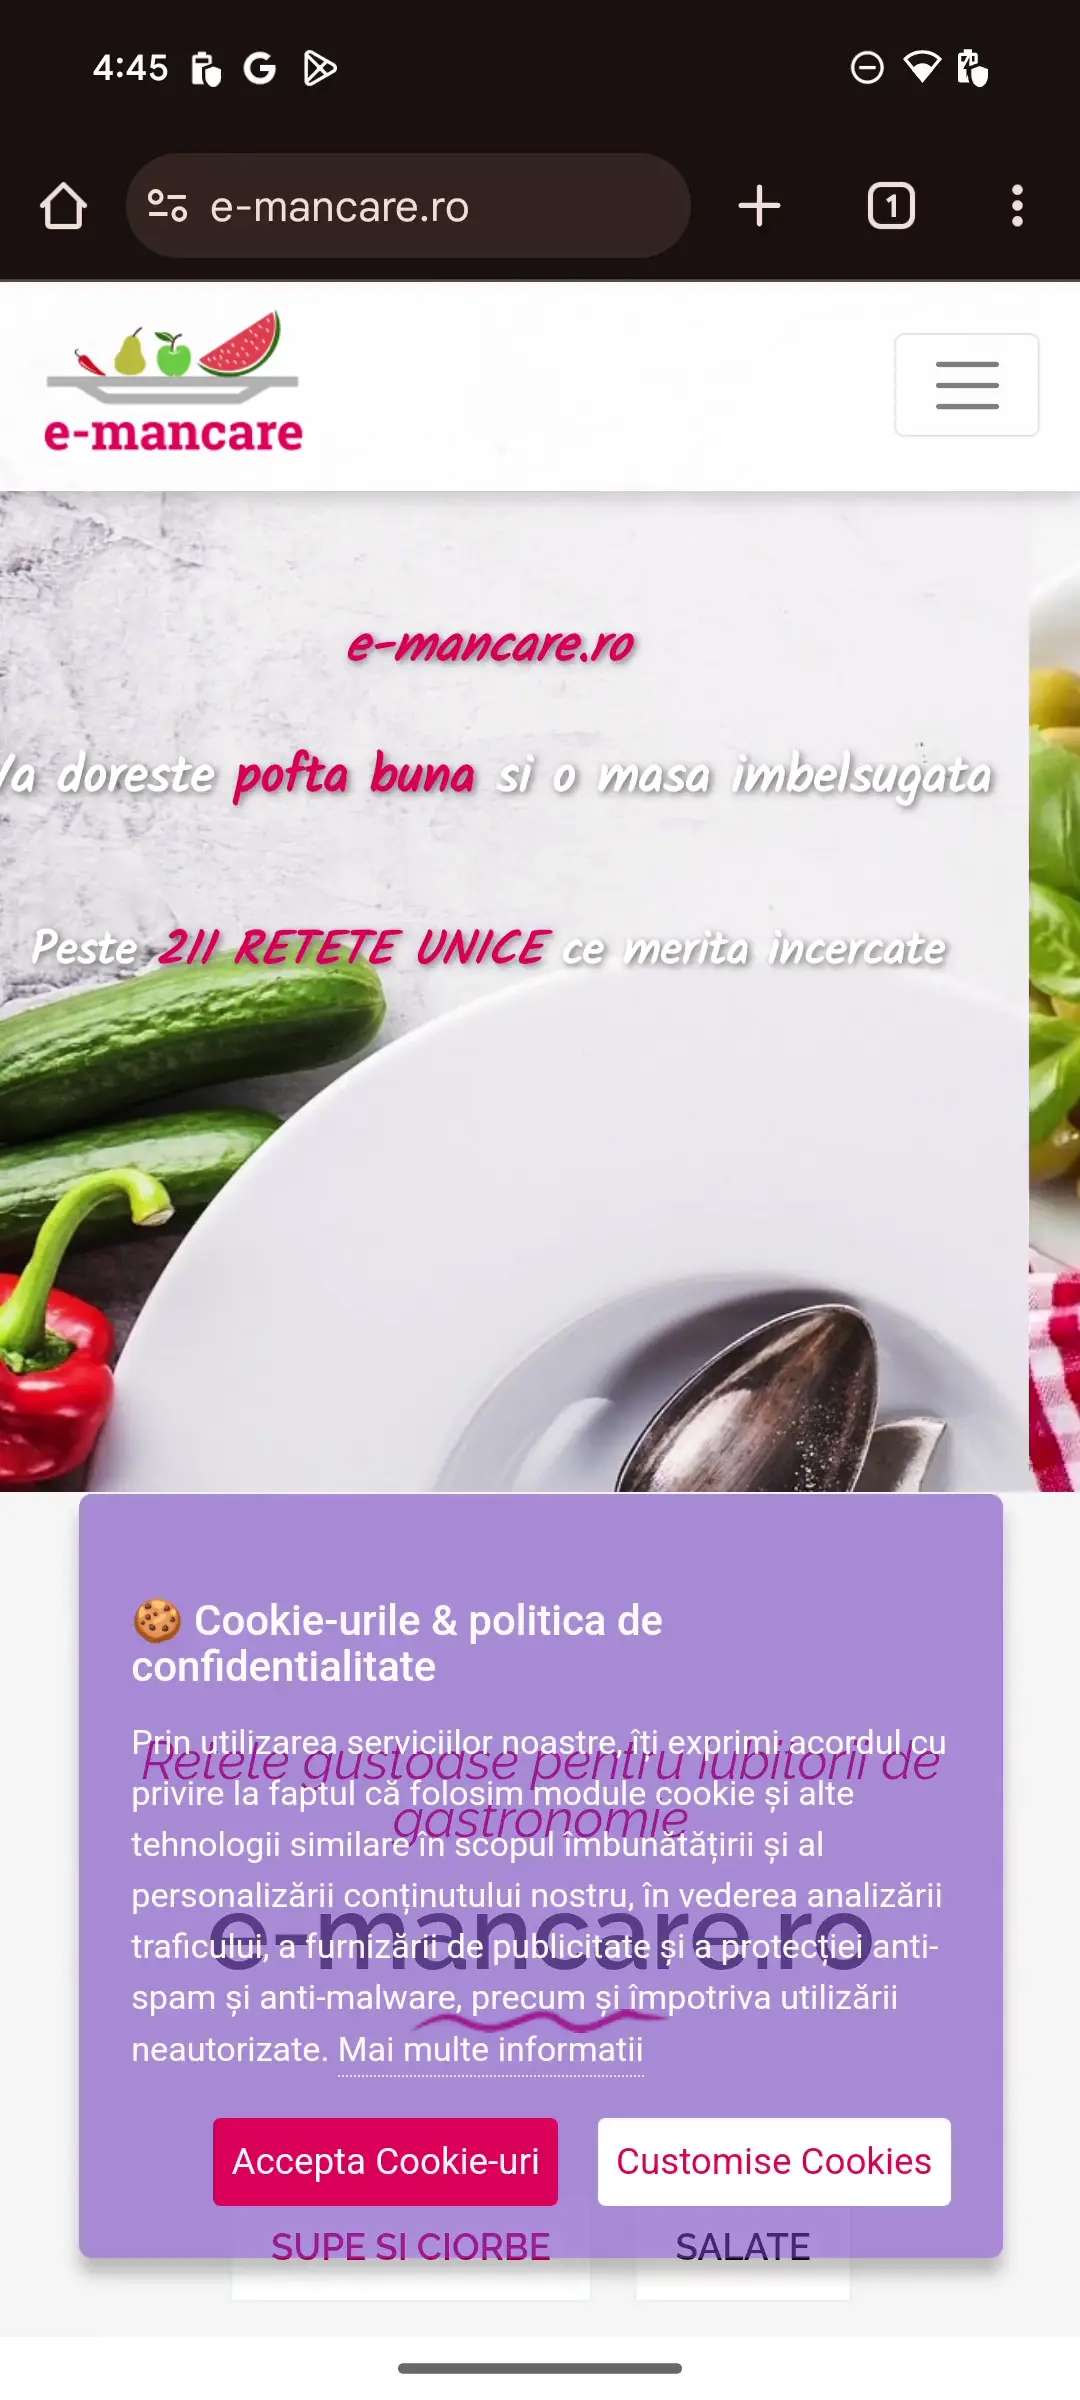 4:45
e-mancare.ro
1
e-mancare
e-mancare.ro
Va doreste pofta buna si o masa imbelsugata
Peste 211 RETETE UNICE ce merita incercate
🍪 Cookie-urile & politica de
confidentialitate
Prin utilizarea serviciilor noastre, îți exprimi acordul cu
privire la faptul că folosim module cookie și alte
tehnologii similare în scopul îmbunătățirii și al
personalizării conținutului nostru, în vederea analizării
traficului, a furnizării de publicitate și a protecției anti-
spam și anti-malware, precum și împotriva utilizării
neautorizate. Mai multe informatii
Retete gustoase pentru iubitorii de
gastronomie
e-mancare.ro
Accepta Cookie-uri
Customise Cookies
SUPE SI CIORBE
SALATE